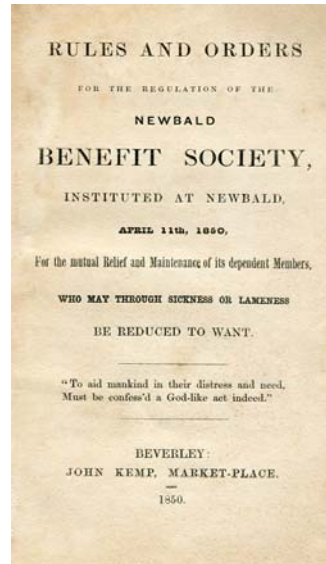 RULES AND ORDERS
FOR THE REGULATION OF THE
NEWBALD
BENEFIT SOCIETY,
INSTITUTED AT NEWBALD,
APRIL 11th, 1850,
For the mutual Relief and Maintenance of its dependent Members,
WHO MAY THROUGH SICKNESS OR LAMENESS
BE REDUCED TO WANT.
"To aid mankind in their distress and need,
Must be confess'd a God-like act indeed."
BEVERLEY:
JOHN KEMP, MARKET-PLACE.
1850.